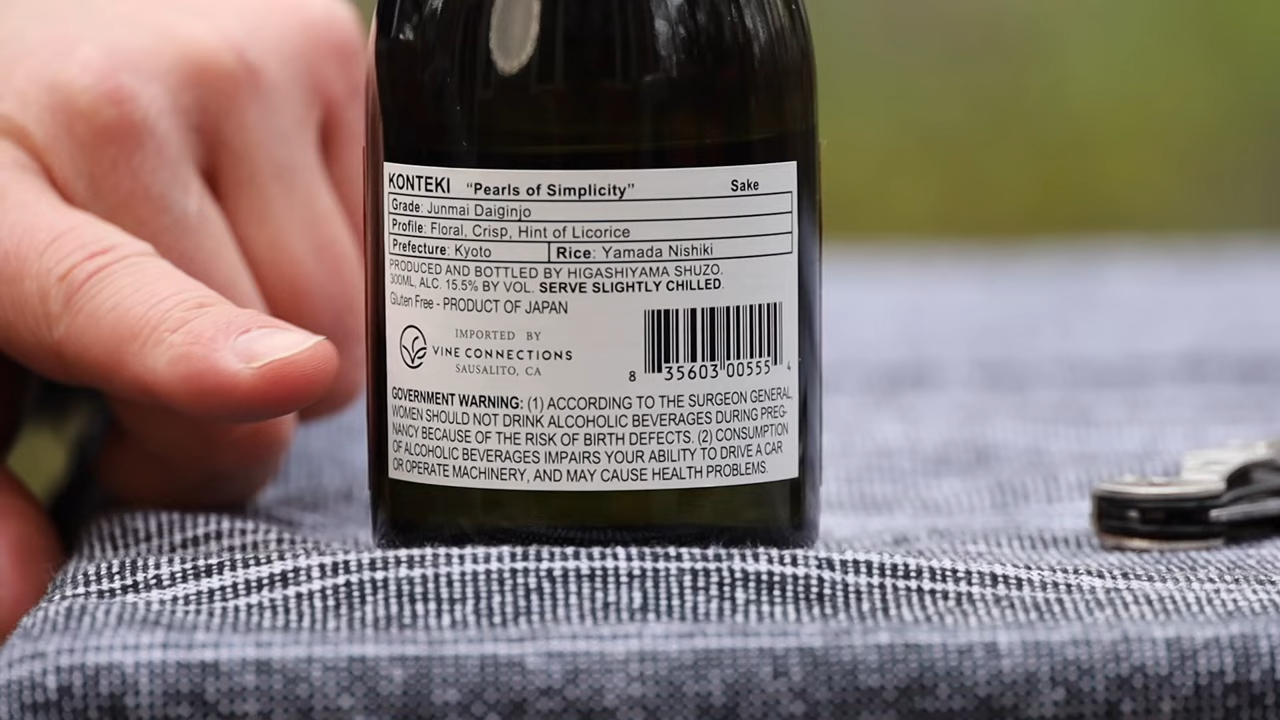 KONTEKI "Pearls of Simplicity" Sake
Grade: Junmai Daiginjo
Profile: Floral, Crisp, Hint of Licorice
Prefecture: Kyoto Rice: Yamada Nishiki
PRODUCED AND BOTTLED BY HIGASHIYAMA SHUZO.
300ML, ALC. 15.5% BY VOL. SERVE SLIGHTLY CHILLED.
Gluten Free - PRODUCT OF JAPAN
IMPORTED BY
VINE CONNECTIONS
SAUSALITO, CA
8 35603 00555 4
GOVERNMENT WARNING: (1) ACCORDING TO THE SURGEON GENERAL,
WOMEN SHOULD NOT DRINK ALCOHOLIC BEVERAGES DURING PREG-
NANCY BECAUSE OF THE RISK OF BIRTH DEFECTS. (2) CONSUMPTION
OF ALCOHOLIC BEVERAGES IMPAIRS YOUR ABILITY TO DRIVE A CAR
OR OPERATE MACHINERY, AND MAY CAUSE HEALTH PROBLEMS.